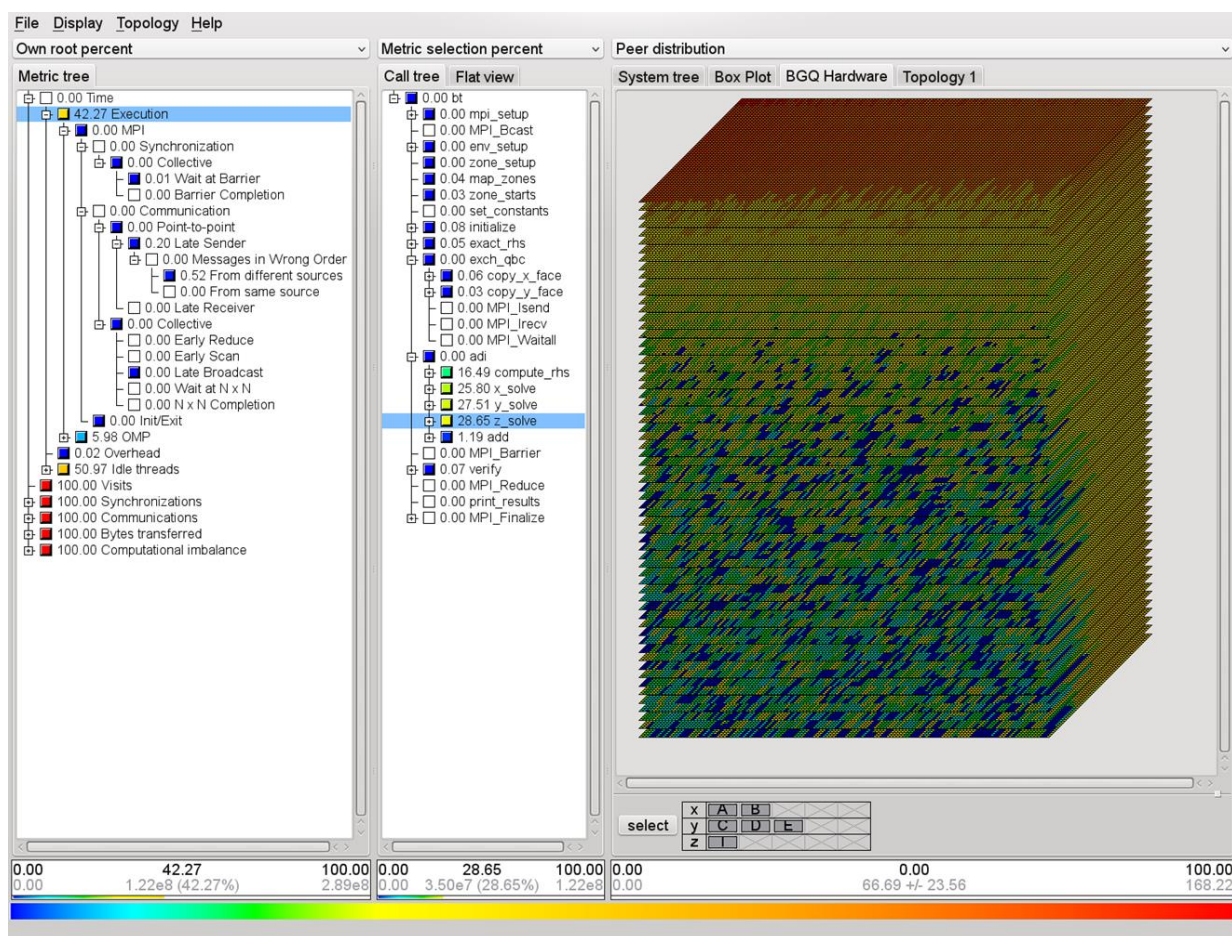 File Display Topology Help
Own root percent
Metric tree
0.00 Time
42.27 Execution
0.00 MPI
0.00 Synchronization
0.00 Collective
0.01 Wait at Barrier
0.00 Barrier Completion
0.00 Communication
0.00 Point-to-point
0.20 Late Sender
0.00 Messages in Wrong Order
0.52 From different sources
0.00 From same source
0.00 Late Receiver
0.00 Collective
0.00 Early Reduce
0.00 Early Scan
0.00 Late Broadcast
0.00 Wait at N x N
0.00 N x N Completion
0.00 Init/Exit
5.98 OMP
0.02 Overhead
50.97 Idle threads
100.00 Visits
100.00 Synchronizations
100.00 Communications
100.00 Bytes transferred
100.00 Computational imbalance
0.00 42.27 100.00
0.00 1.22e8 (42.27%) 2.89e8
Metric selection percent
Call tree Flat view
0.00 bt
0.00 mpi_setup
0.00 MPI_Bcast
0.00 env_setup
0.00 zone_setup
0.04 map_zones
0.03 zone_starts
0.00 set_constants
0.08 initialize
0.05 exact_rhs
0.00 exch_qbc
0.06 copy_x_face
0.03 copy_y_face
0.00 MPI_Isend
0.00 MPI_Irecv
0.00 MPI_Waitall
0.00 adi
16.49 compute_rhs
25.80 x_solve
27.51 y_solve
28.65 z_solve
1.19 add
0.00 MPI_Barrier
0.07 verify
0.00 MPI_Reduce
0.00 print_results
0.00 MPI_Finalize
0.00 28.65 100.00
0.00 3.50e7 (28.65%) 1.22e8
Peer distribution
System tree Box Plot BGQ Hardware Topology 1
select
x A B
y C D E
z T
0.00 0.00 100.00
0.00 66.69 +/- 23.56 168.22